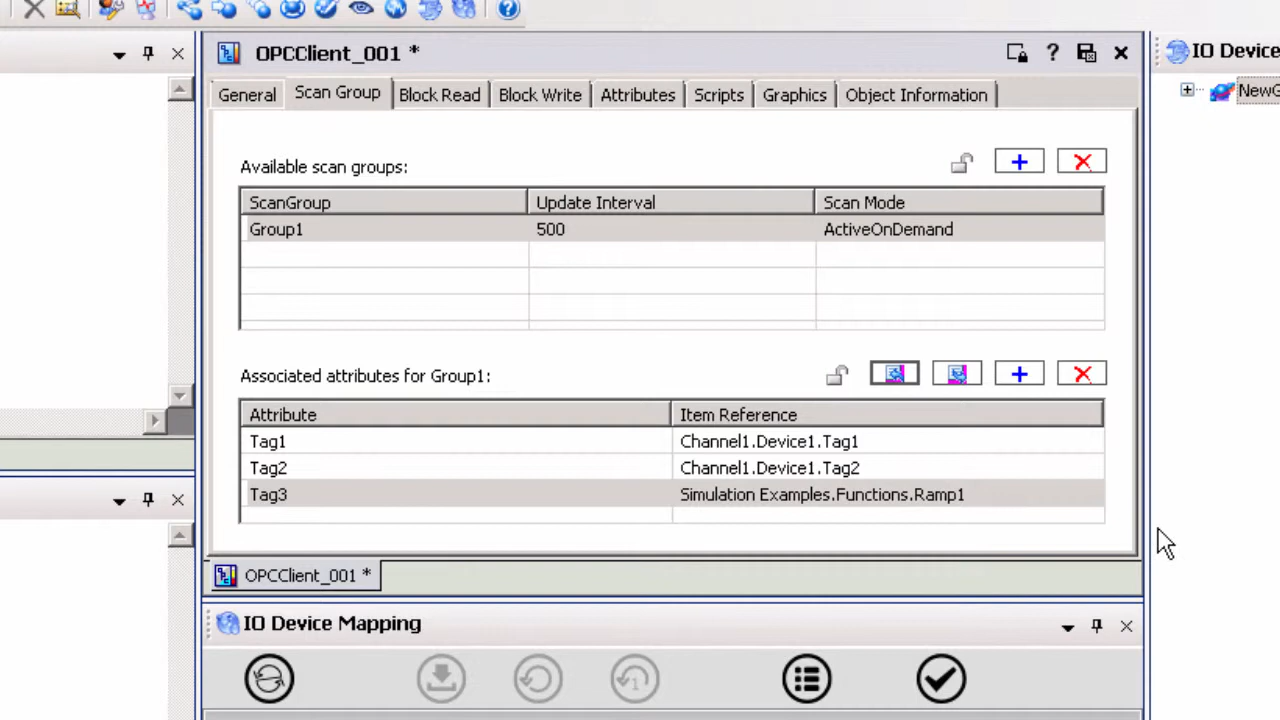 OPCClient_001 *
IO Device
General
Scan Group
Block Read
Block Write
Attributes
Scripts
Graphics
Object Information
NewG
Available scan groups:
ScanGroup Update Interval Scan Mode
Group1 500 ActiveOnDemand
Associated attributes for Group1:
Attribute Item Reference
Tag1 Channel1.Device1.Tag1
Tag2 Channel1.Device1.Tag2
Tag3 Simulation Examples.Functions.Ramp1
OPCClient_001 *
IO Device Mapping